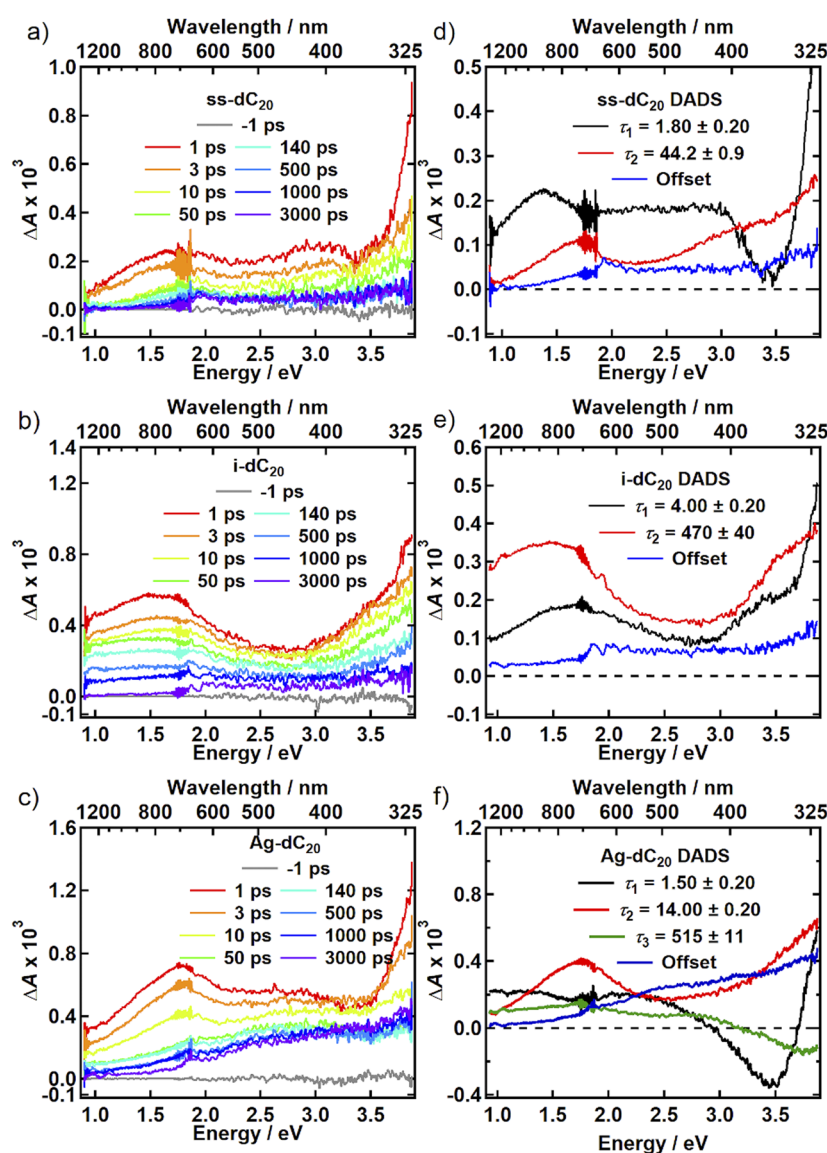 a)
Wavelength / nm
1200 800 600 500 400 325
1.0
0.8
0.6
0.4
0.2
0.0
-0.1
ΔA x 10³
ss-dC₂₀
-1 ps
1 ps 140 ps
3 ps 500 ps
10 ps 1000 ps
50 ps 3000 ps
1.0 1.5 2.0 2.5 3.0 3.5
Energy / eV
d)
Wavelength / nm
1200 800 600 500 400 325
0.5
0.4
0.3
0.2
0.1
0.0
-0.1
ΔA x 10³
ss-dC₂₀ DADS
τ₁ = 1.80 ± 0.20
τ₂ = 44.2 ± 0.9
Offset
1.0 1.5 2.0 2.5 3.0 3.5
Energy / eV
b)
Wavelength / nm
1200 800 600 500 400 325
1.4
1.2
0.8
0.4
0.0
-0.1
ΔA x 10³
i-dC₂₀
-1 ps
1 ps 140 ps
3 ps 500 ps
10 ps 1000 ps
50 ps 3000 ps
1.0 1.5 2.0 2.5 3.0 3.5
Energy / eV
e)
Wavelength / nm
1200 800 600 500 400 325
0.6
0.5
0.4
0.3
0.2
0.1
0.0
-0.1
ΔA x 10³
i-dC₂₀ DADS
τ₁ = 4.00 ± 0.20
τ₂ = 470 ± 40
Offset
1.0 1.5 2.0 2.5 3.0 3.5
Energy / eV
c)
Wavelength / nm
1200 800 600 500 400 325
1.6
1.2
0.8
0.4
0.0
-0.1
ΔA x 10³
Ag-dC₂₀
-1 ps
1 ps 140 ps
3 ps 500 ps
10 ps 1000 ps
50 ps 3000 ps
1.0 1.5 2.0 2.5 3.0 3.5
Energy / eV
f)
Wavelength / nm
1200 800 600 500 400 325
1.2
0.8
0.4
0.0
-0.4
ΔA x 10³
Ag-dC₂₀ DADS
τ₁ = 1.50 ± 0.20
τ₂ = 14.00 ± 0.20
τ₃ = 515 ± 11
Offset
1.0 1.5 2.0 2.5 3.0 3.5
Energy / eV